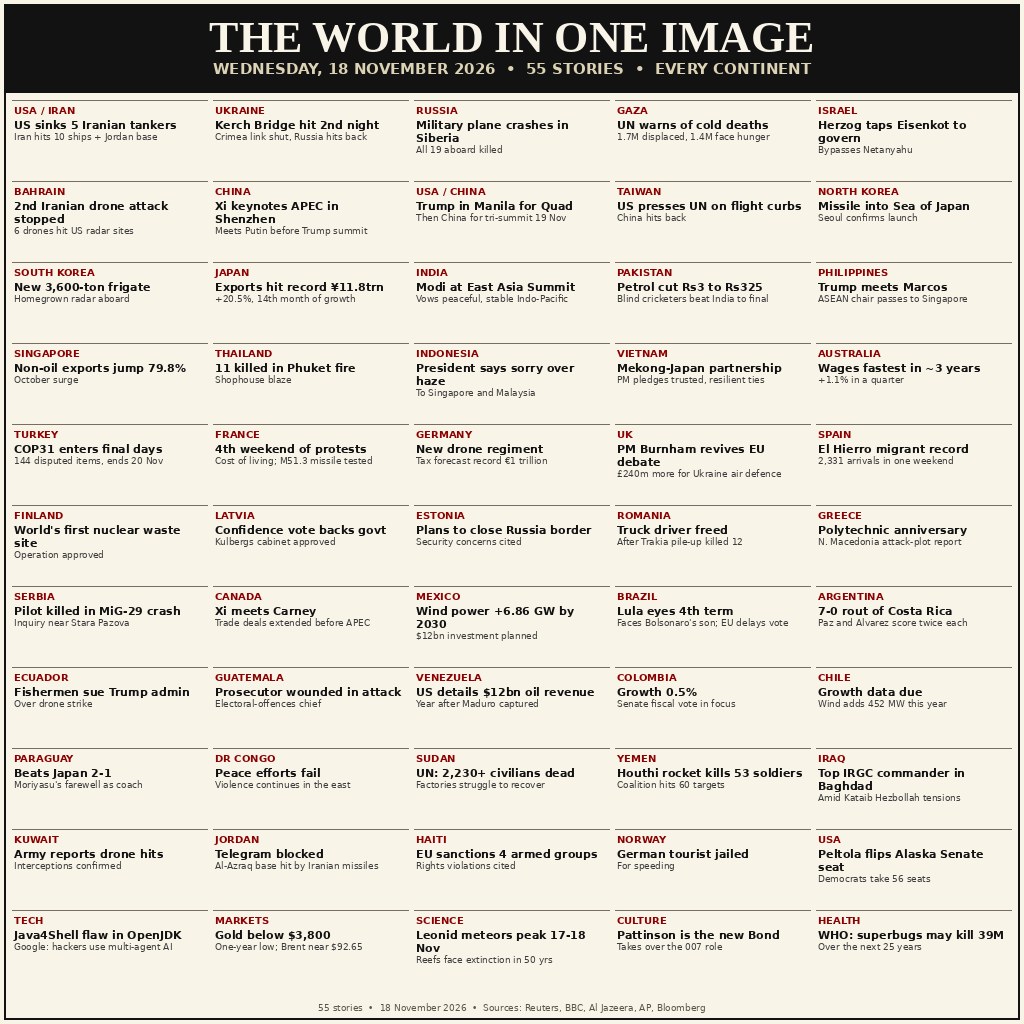 THE WORLD IN ONE IMAGE
WEDNESDAY, 18 NOVEMBER 2026 • 55 STORIES • EVERY CONTINENT
USA / IRAN
US sinks 5 Iranian tankers
Iran hits 10 ships + Jordan base
UKRAINE
Kerch Bridge hit 2nd night
Crimea link shut, Russia hits back
RUSSIA
Military plane crashes in
Siberia
All 19 aboard killed
GAZA
UN warns of cold deaths
1.7M displaced, 1.4M face hunger
ISRAEL
Herzog taps Eisenkot to
govern
Bypasses Netanyahu
BAHRAIN
2nd Iranian drone attack
stopped
6 drones hit US radar sites
CHINA
Xi keynotes APEC in
Shenzhen
Meets Putin before Trump summit
USA / CHINA
Trump in Manila for Quad
Then China for tri-summit 19 Nov
TAIWAN
US presses UN on flight curbs
China hits back
NORTH KOREA
Missile into Sea of Japan
Seoul confirms launch
SOUTH KOREA
New 3,600-ton frigate
Homegrown radar aboard
JAPAN
Exports hit record ¥11.8trn
+20.5%, 14th month of growth
INDIA
Modi at East Asia Summit
Vows peaceful, stable Indo-Pacific
PAKISTAN
Petrol cut Rs3 to Rs325
Blind cricketers beat India to final
PHILIPPINES
Trump meets Marcos
ASEAN chair passes to Singapore
SINGAPORE
Non-oil exports jump 79.8%
October surge
THAILAND
11 killed in Phuket fire
Shophouse blaze
INDONESIA
President says sorry over
haze
To Singapore and Malaysia
VIETNAM
Mekong-Japan partnership
PM pledges trusted, resilient ties
AUSTRALIA
Wages fastest in ~3 years
+1.1% in a quarter
TURKEY
COP31 enters final days
144 disputed items, ends 20 Nov
FRANCE
4th weekend of protests
Cost of living; M51.3 missile tested
GERMANY
New drone regiment
Tax forecast record €1 trillion
UK
PM Burnham revives EU
debate
£240m more for Ukraine air defence
SPAIN
El Hierro migrant record
2,331 arrivals in one weekend
FINLAND
World's first nuclear waste
site
Operation approved
LATVIA
Confidence vote backs govt
Kulbergs cabinet approved
ESTONIA
Plans to close Russia border
Security concerns cited
ROMANIA
Truck driver freed
After Trakia pile-up killed 12
GREECE
Polytechnic anniversary
N. Macedonia attack-plot report
SERBIA
Pilot killed in MiG-29 crash
Inquiry near Stara Pazova
CANADA
Xi meets Carney
Trade deals extended before APEC
MEXICO
Wind power +6.86 GW by
2030
$12bn investment planned
BRAZIL
Lula eyes 4th term
Faces Bolsonaro's son; EU delays vote
ARGENTINA
7-0 rout of Costa Rica
Paz and Alvarez score twice each
ECUADOR
Fishermen sue Trump admin
Over drone strike
GUATEMALA
Prosecutor wounded in attack
Electoral-offences chief
VENEZUELA
US details $12bn oil revenue
Year after Maduro captured
COLOMBIA
Growth 0.5%
Senate fiscal vote in focus
CHILE
Growth data due
Wind adds 452 MW this year
PARAGUAY
Beats Japan 2-1
Moriyasu's farewell as coach
DR CONGO
Peace efforts fail
Violence continues in the east
SUDAN
UN: 2,230+ civilians dead
Factories struggle to recover
YEMEN
Houthi rocket kills 53 soldiers
Coalition hits 60 targets
IRAQ
Top IRGC commander in
Baghdad
Amid Kataib Hezbollah tensions
KUWAIT
Army reports drone hits
Interceptions confirmed
JORDAN
Telegram blocked
Al-Azraq base hit by Iranian missiles
HAITI
EU sanctions 4 armed groups
Rights violations cited
NORWAY
German tourist jailed
For speeding
USA
Peltola flips Alaska Senate
seat
Democrats take 56 seats
TECH
Java4Shell flaw in OpenJDK
Google: hackers use multi-agent AI
MARKETS
Gold below $3,800
One-year low; Brent near $92.65
SCIENCE
Leonid meteors peak 17-18
Nov
Reefs face extinction in 50 yrs
CULTURE
Pattinson is the new Bond
Takes over the 007 role
HEALTH
WHO: superbugs may kill 39M
Over the next 25 years
55 stories • 18 November 2026 • Sources: Reuters, BBC, Al Jazeera, AP, Bloomberg